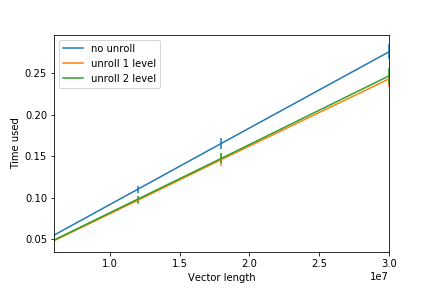 no unroll
unroll 1 level
unroll 2 level
0.25
0.20
0.15
0.10
0.05
Time used
1.0 1.5 2.0 2.5 3.0
Vector length
1e7